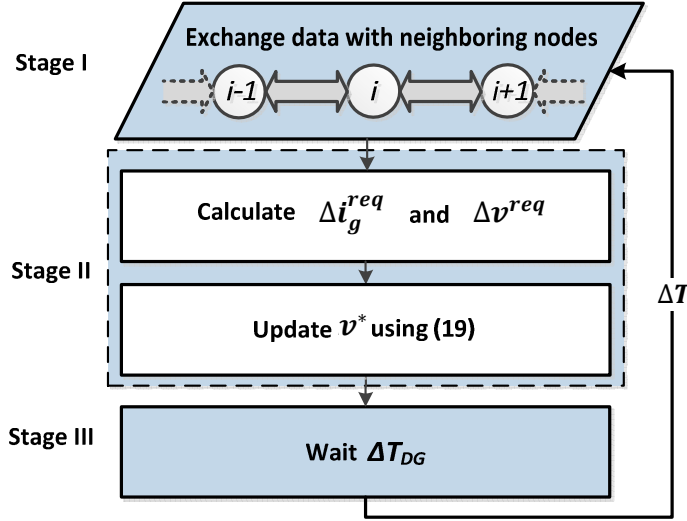 Stage I
Exchange data with neighboring nodes
i-1 i i+1
Calculate Δi_g^req and Δv^req
Stage II
ΔT
Update v* using (19)
Stage III
Wait ΔT_DG